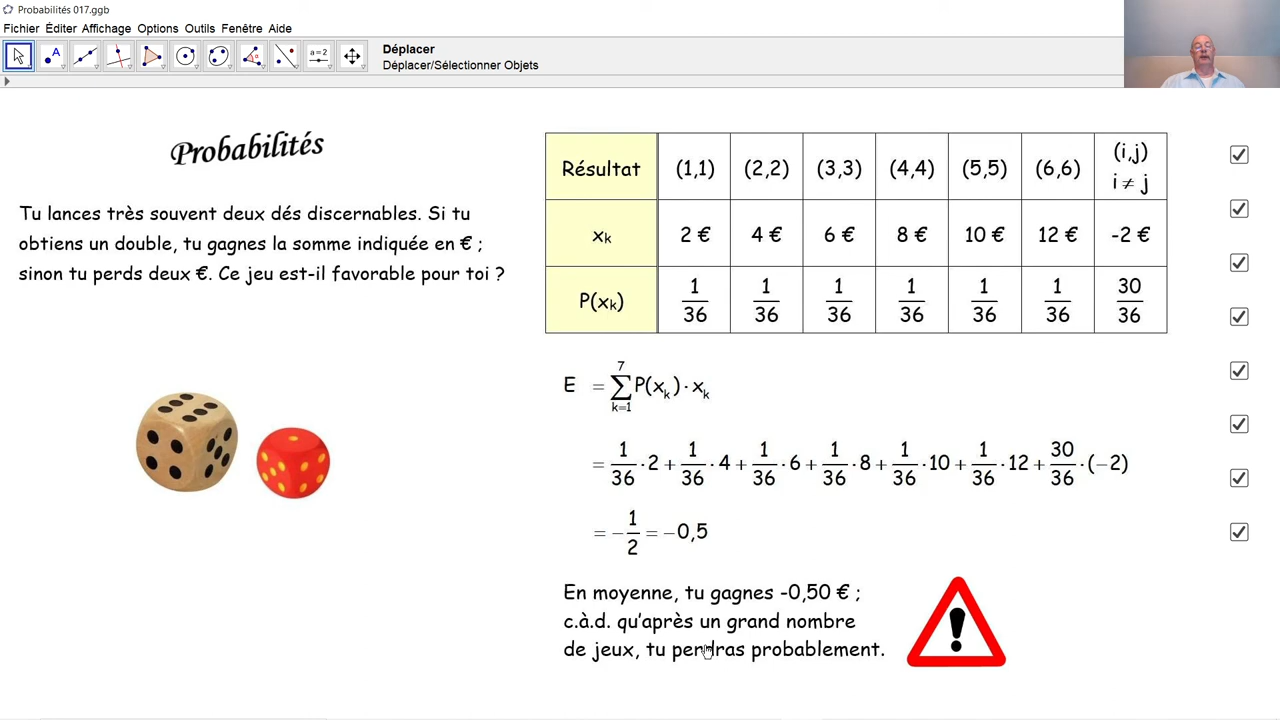 Probabilités 017.ggb
Fichier Éditer Affichage Options Outils Fenêtre Aide
A a=2 Déplacer
Déplacer/Sélectionner Objets
Probabilités
Tu lances très souvent deux dés discernables. Si tu
obtiens un double, tu gagnes la somme indiquée en € ;
sinon tu perds deux €. Ce jeu est-il favorable pour toi ?
Résultat (1,1) (2,2) (3,3) (4,4) (5,5) (6,6) (i,j) i ≠ j
xₖ 2 € 4 € 6 € 8 € 10 € 12 € -2 €
P(xₖ) 1/36 1/36 1/36 1/36 1/36 1/36 30/36
E = ∑_{k=1}^{7} P(xₖ) · xₖ
= 1/36 · 2 + 1/36 · 4 + 1/36 · 6 + 1/36 · 8 + 1/36 · 10 + 1/36 · 12 + 30/36 · (−2)
= −1/2 = −0,5
En moyenne, tu gagnes -0,50 € ;
c.à.d. qu'après un grand nombre
de jeux, tu perdras probablement.
!